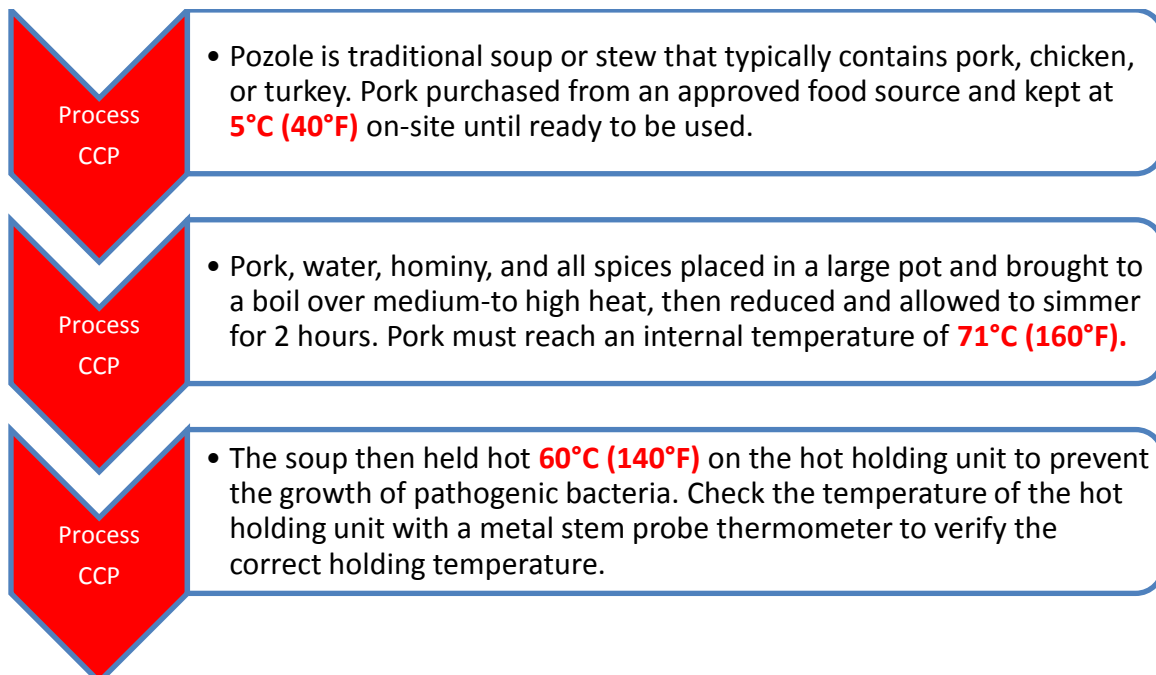 Process
CCP
• Pozole is traditional soup or stew that typically contains pork, chicken,
or turkey. Pork purchased from an approved food source and kept at
5°C (40°F) on-site until ready to be used.
Process
CCP
• Pork, water, hominy, and all spices placed in a large pot and brought to
a boil over medium-to high heat, then reduced and allowed to simmer
for 2 hours. Pork must reach an internal temperature of 71°C (160°F).
Process
CCP
• The soup then held hot 60°C (140°F) on the hot holding unit to prevent
the growth of pathogenic bacteria. Check the temperature of the hot
holding unit with a metal stem probe thermometer to verify the
correct holding temperature.